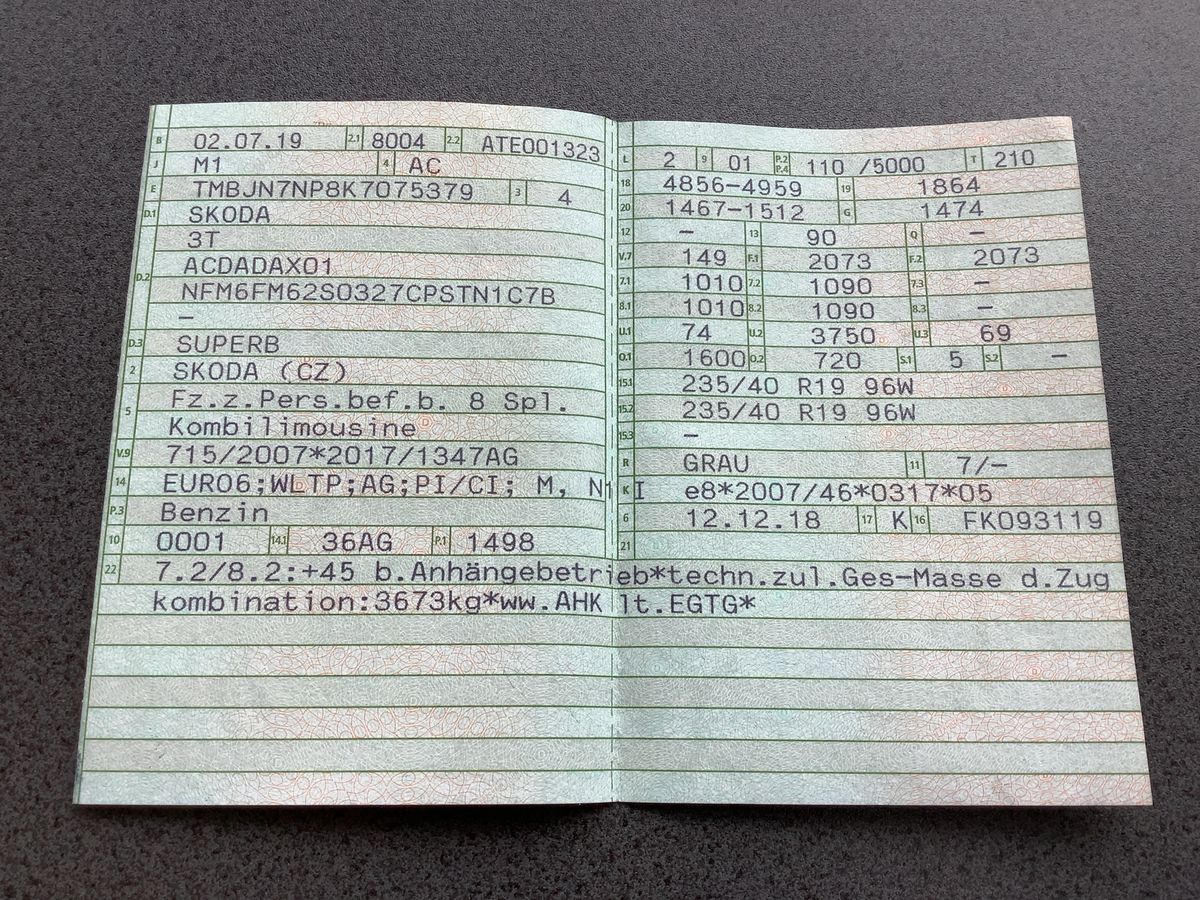 B 02.07.19 2.1 8004 2.2 ATE001323
J M1 4 AC
E TMBJN7NP8K7075379 3 4
D.1 SKODA
3T
D.2 ACDADAX01
NFM6FM62S0327CPSTN1C7B
–
D.3 SUPERB
2 SKODA (CZ)
5 Fz.z.Pers.bef.b. 8 Spl.
Kombilimousine
V.9 715/2007*2017/1347AG
14 EURO6;WLTP;AG;PI/CI; M, N1 I
P.3 Benzin
10 0001 14.1 36AG P.1 1498
L 2 9 01 P.2 P.4 110 /5000 T 210
18 4856–4959 19 1864
20 1467–1512 G 1474
12 – 13 90 Q –
V.7 149 F.1 2073 F.2 2073
7.1 1010 7.2 1090 7.3 –
8.1 1010 8.2 1090 8.3 –
U.1 74 U.2 3750 U.3 69
O.1 1600 O.2 720 S.1 5 S.2 –
15.1 235/40 R19 96W
15.2 235/40 R19 96W
15.3 –
R GRAU 11 7/–
K e8*2007/46*0317*05
6 12.12.18 17 K 16 FK093119
21
22 7.2/8.2:+45 b.Anhängebetrieb*techn.zul.Ges–Masse d.Zug
kombination:3673kg*ww.AHK lt.EGTG*